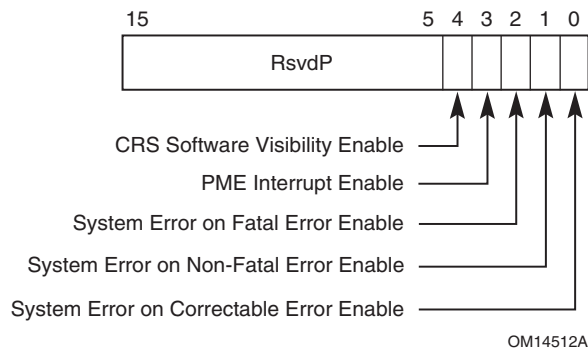 15 5 4 3 2 1 0
RsvdP
CRS Software Visibility Enable
PME Interrupt Enable
System Error on Fatal Error Enable
System Error on Non-Fatal Error Enable
System Error on Correctable Error Enable
OM14512A